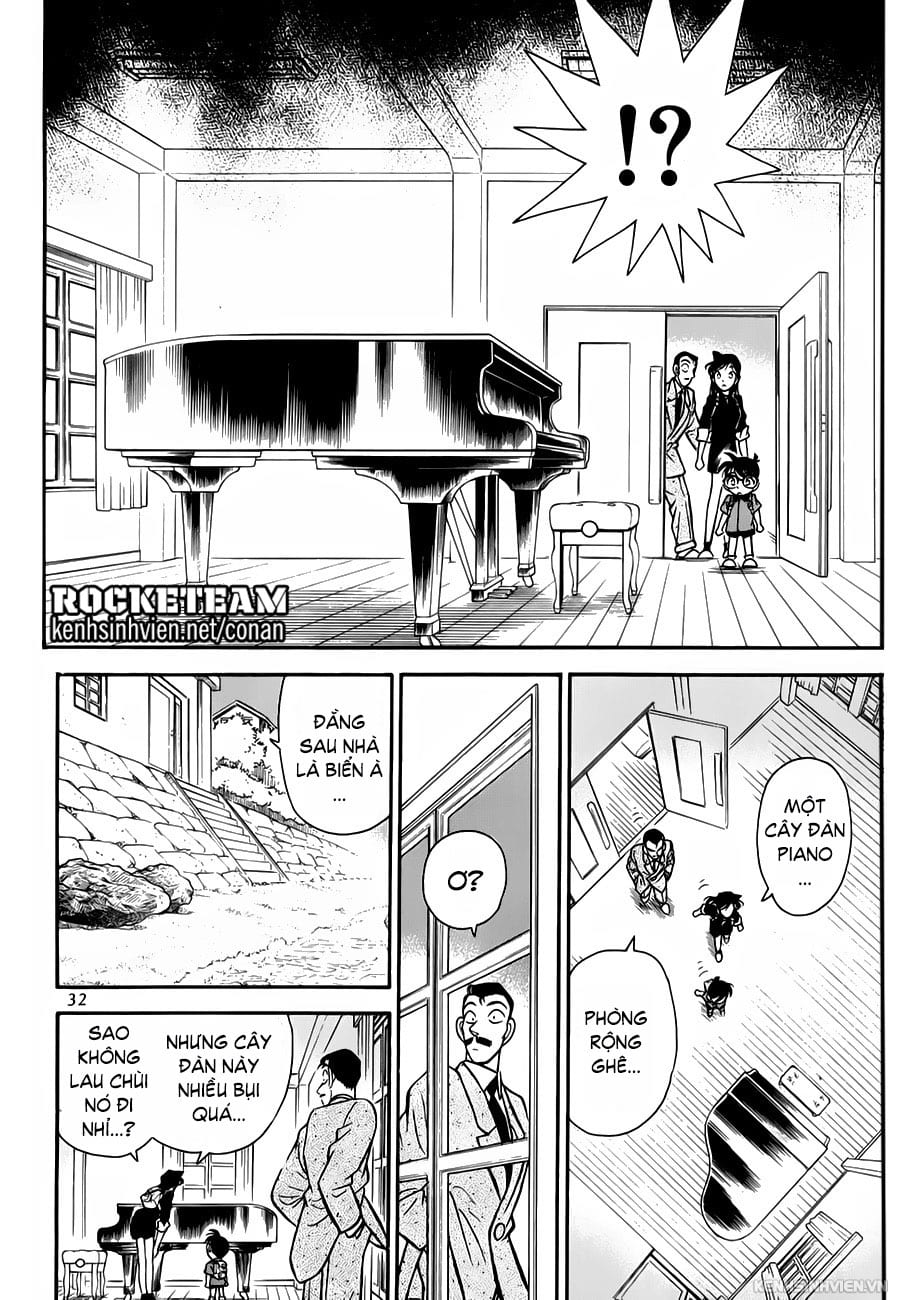 !?
ROCKETEAM
kenhsinhvien.net/conan
MỘT
CÂY ĐÀN
PIANO
...
PHÒNG
RỘNG
GHÊ...
Ơ?
ĐẰNG
SAU NHÀ
LÀ BIỂN À
...
32
NHƯNG CÂY
ĐÀN NÀY
NHIỀU BỤI
QUÁ...
SAO
KHÔNG
LAU CHÙI
NÓ ĐI
NHỈ...?
KENHSINHVIEN.VN